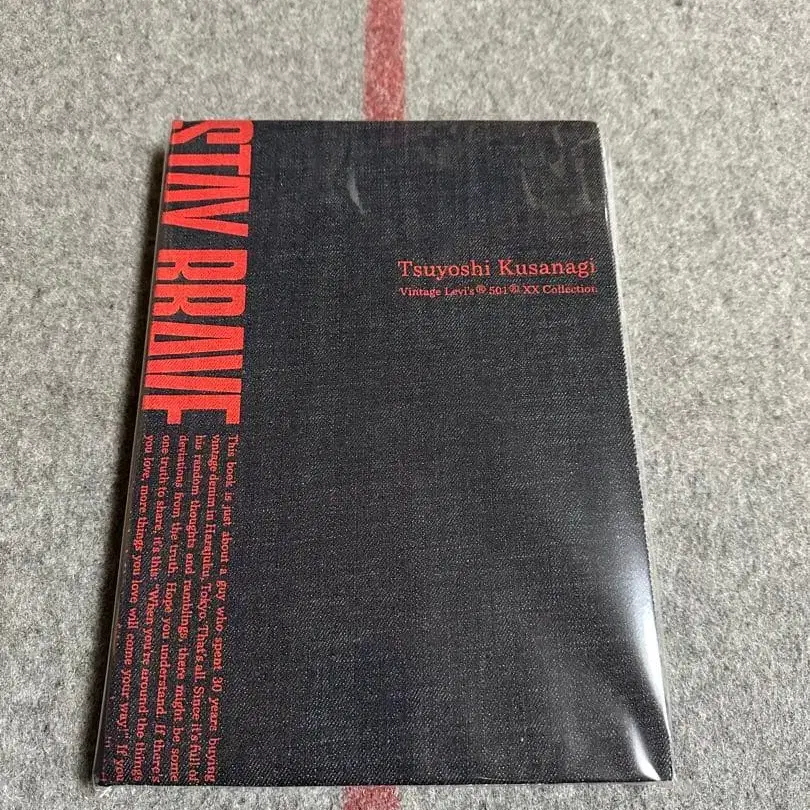 STAY BRAVE
Tsuyoshi Kusanagi
Vintage Levi's® 501® XX Collection
This book is just about a guy who spent 30 years buying
vintage denim in Harajuku, Tokyo. That's all. Since it's full of
his random thoughts and ramblings, there might be some
deviations from the truth. Hope you understand. If there's
one truth to share, it's this: "When you're around the things
you love, more things you love will come your way." If you